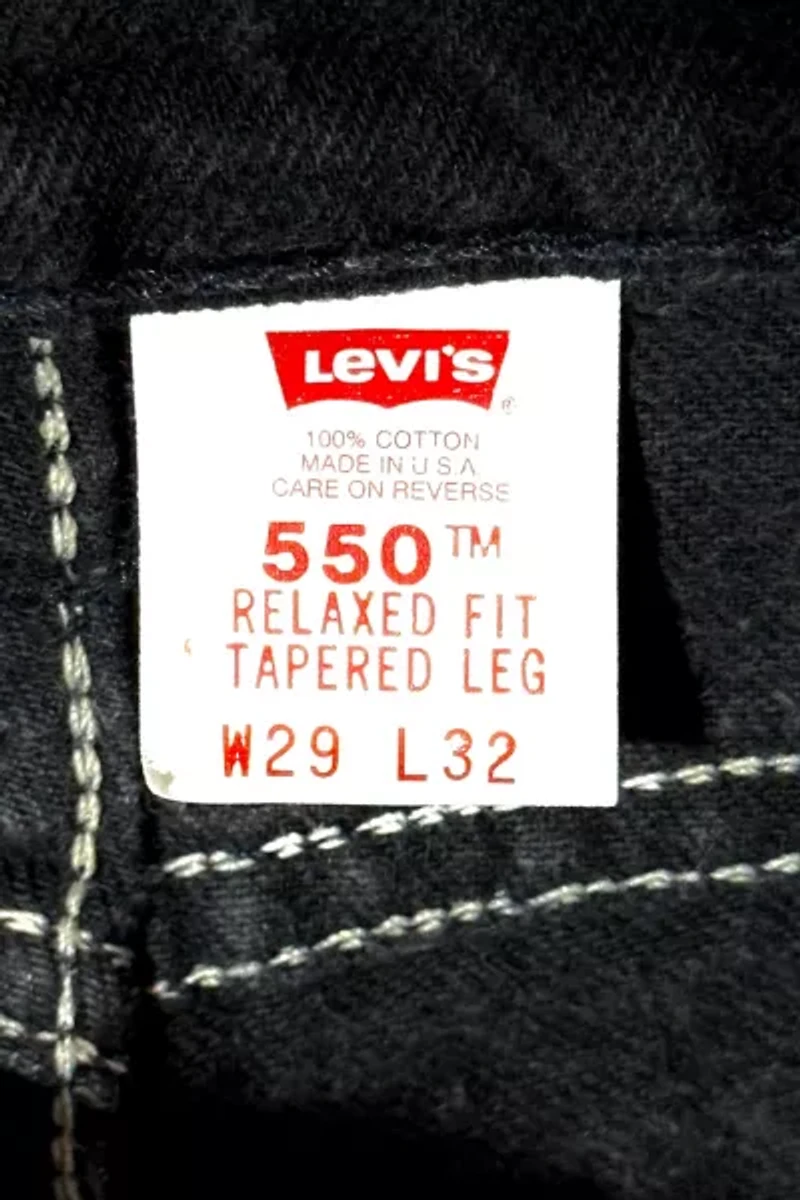 Levi's ®
100% COTTON
MADE IN U.S.A.
CARE ON REVERSE
550™
RELAXED FIT
TAPERED LEG
W29 L32